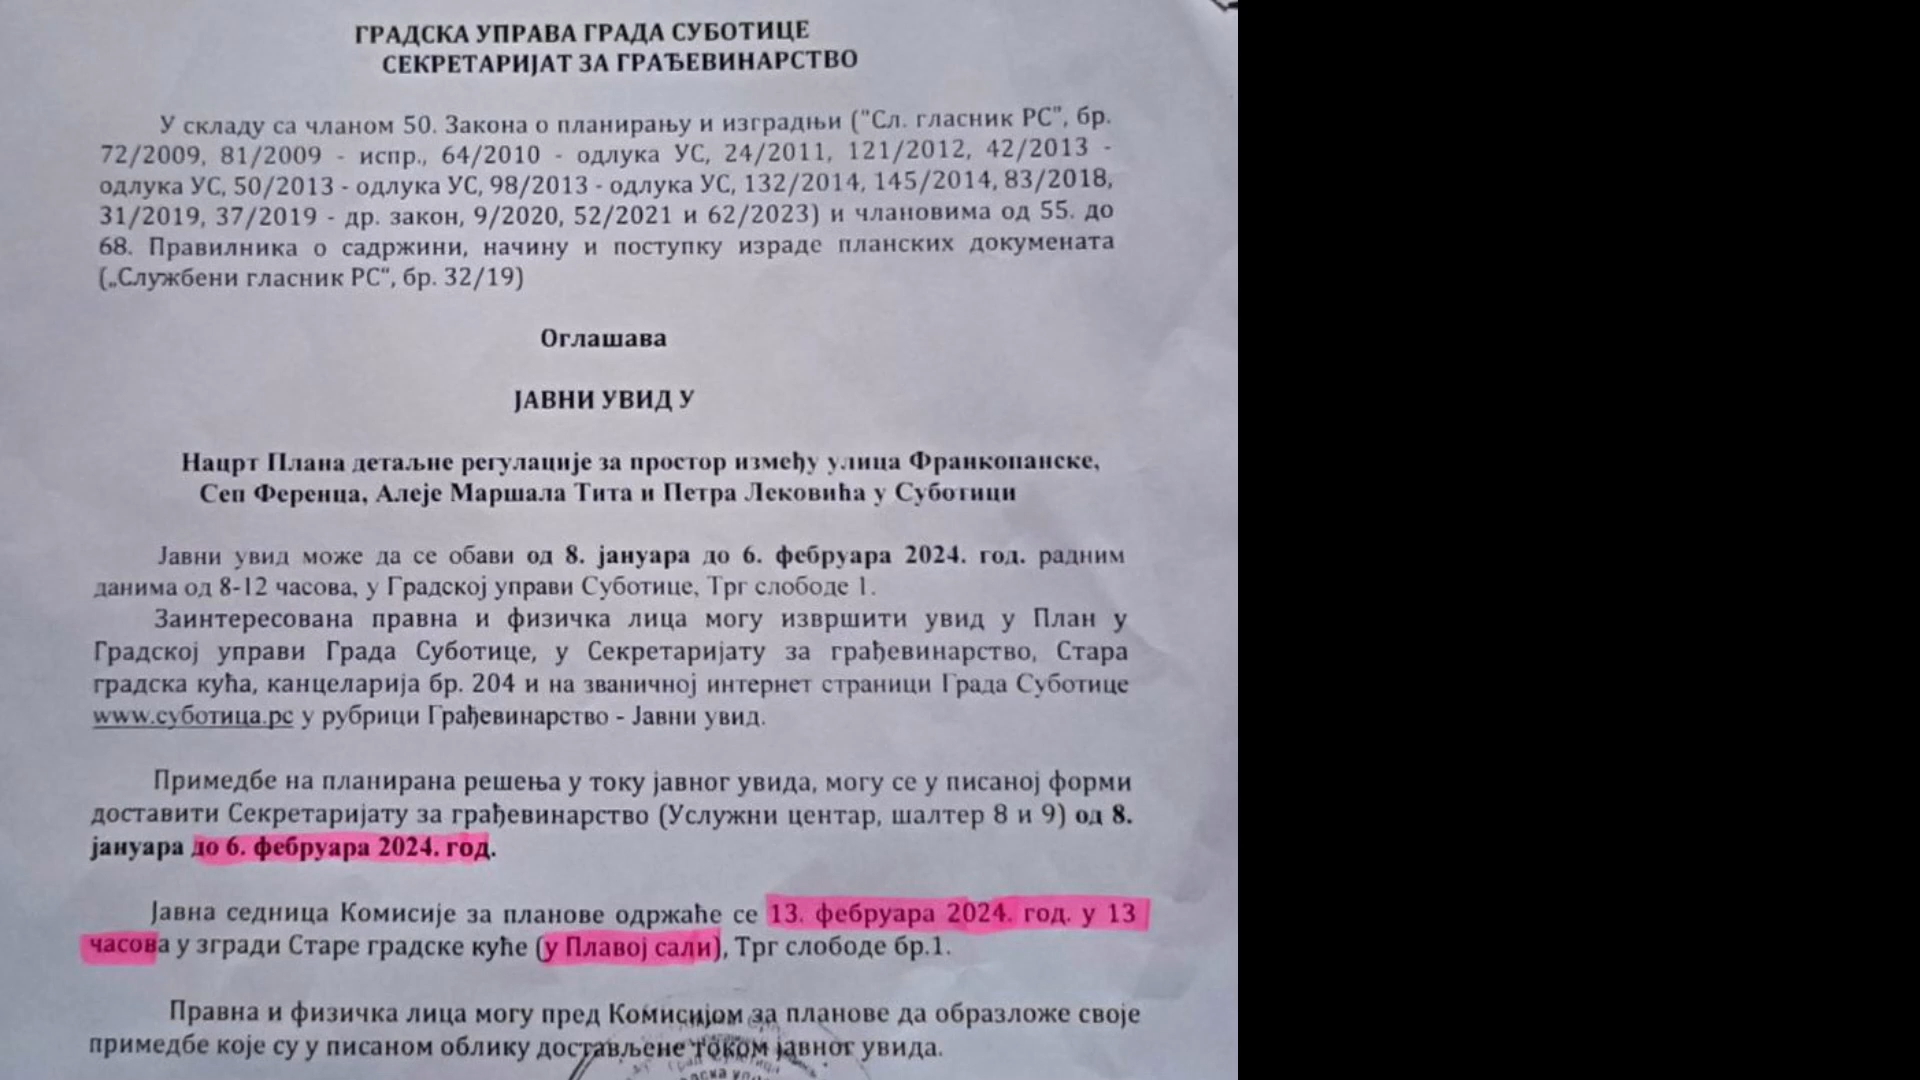 ГРАДСКА УПРАВА ГРАДА СУБОТИЦЕ
СЕКРЕТАРИЈАТ ЗА ГРАЂЕВИНАРСТВО
У складу са чланом 50. Закона о планирању и изградњи ("Сл. гласник РС", бр.
72/2009, 81/2009 - испр., 64/2010 - одлука УС, 24/2011, 121/2012, 42/2013 -
одлука УС, 50/2013 - одлука УС, 98/2013 - одлука УС, 132/2014, 145/2014, 83/2018,
31/2019, 37/2019 - др. закон, 9/2020, 52/2021 и 62/2023) и члановима од 55. до
68. Правилника о садржини, начину и поступку израде планских докумената
(„Службени гласник РС“, бр. 32/19)
Оглашава
ЈАВНИ УВИД У
Нацрт Плана детаљне регулације за простор између улица Франкопанске,
Сеп Ференца, Алеје Маршала Тита и Петра Лековића у Суботици
Јавни увид може да се обави од 8. јануара до 6. фебруара 2024. год. радним
данима од 8-12 часова, у Градској управи Суботице, Трг слободе 1.
Заинтересована правна и физичка лица могу извршити увид у План у
Градској управи Града Суботице, у Секретаријату за грађевинарство, Стара
градска кућа, канцеларија бр. 204 и на званичној интернет страници Града Суботице
www.суботица.рс у рубрици Грађевинарство - Јавни увид.
Примедбе на планирана решења у току јавног увида, могу се у писаној форми
доставити Секретаријату за грађевинарство (Услужни центар, шалтер 8 и 9) од 8.
јануара до 6. фебруара 2024. год.
Јавна седница Комисије за планове одржаће се 13. фебруара 2024. год. у 13
часова у згради Старе градске куће (у Плавој сали), Трг слободе бр.1.
Правна и физичка лица могу пред Комисијом за планове да образложе своје
примедбе које су у писаном облику достављене током јавног увида.